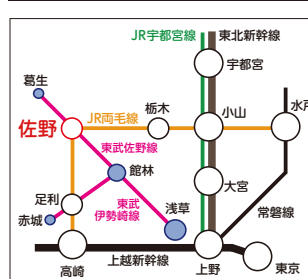 JR宇都宮線
東北新幹線
宇都宮
葛生
栃木
小山
水戸
佐野
JR両毛線
東武佐野線
館林
大宮
足利
東武
伊勢崎線
浅草
常磐線
赤城
高崎
上越新幹線
上野
東京